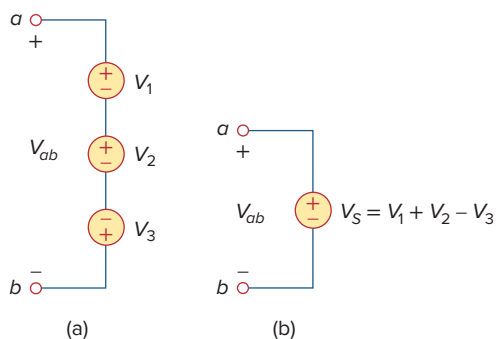 a
+
+
−
V1
Vab
+
−
V2
−
+
V3
−
b
(a)
a
+
Vab
+
−
VS = V1 + V2 − V3
−
b
(b)